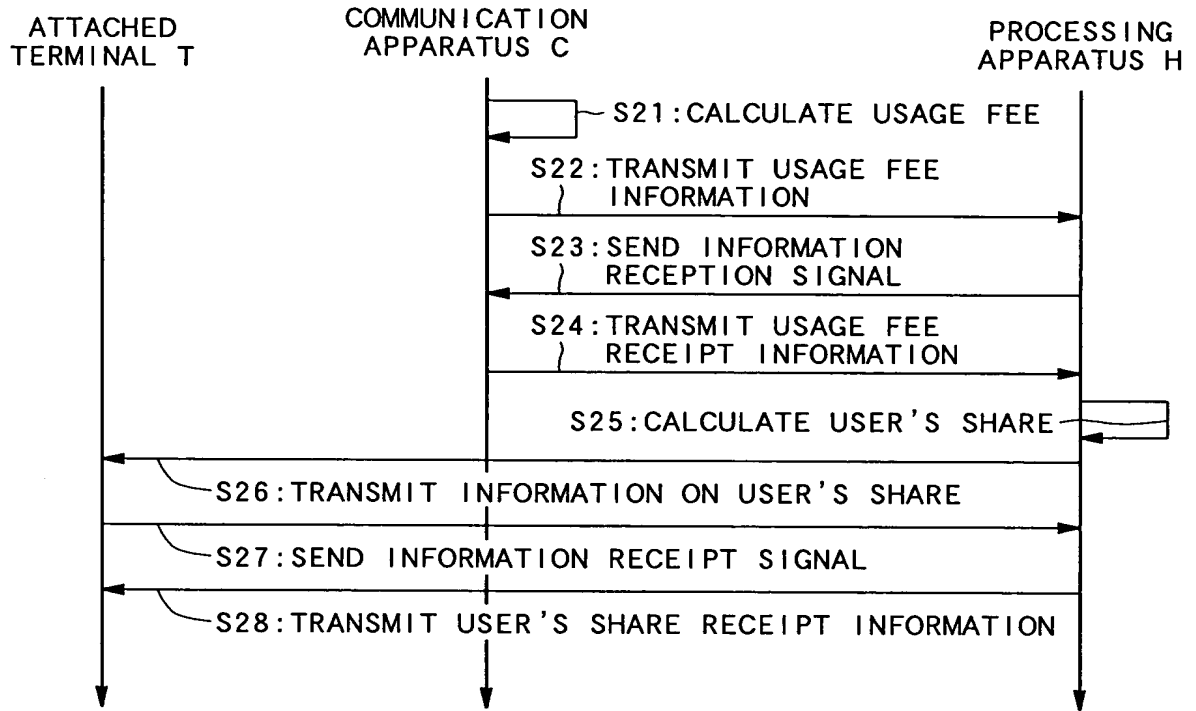 ATTACHED
TERMINAL T
COMMUNICATION
APPARATUS C
PROCESSING
APPARATUS H
S21:CALCULATE USAGE FEE
S22:TRANSMIT USAGE FEE
INFORMATION
S23:SEND INFORMATION
RECEPTION SIGNAL
S24:TRANSMIT USAGE FEE
RECEIPT INFORMATION
S25:CALCULATE USER'S SHARE
S26:TRANSMIT INFORMATION ON USER'S SHARE
S27:SEND INFORMATION RECEIPT SIGNAL
S28:TRANSMIT USER'S SHARE RECEIPT INFORMATION